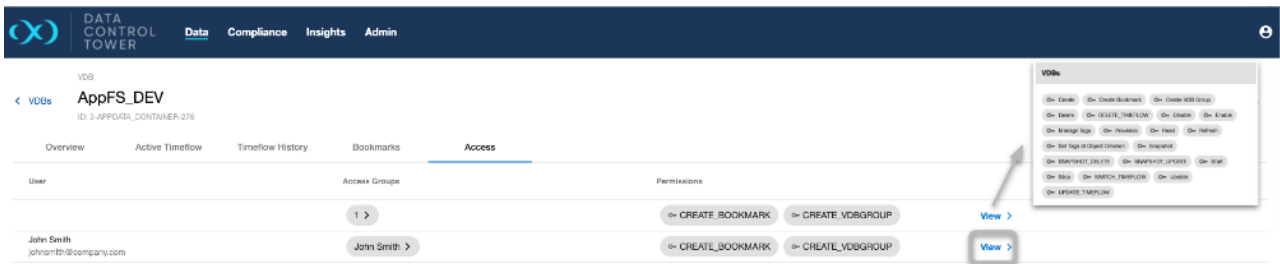 DATA
CONTROL
TOWER
Data Compliance Insights Admin
VDB
VDBs
AppFS_DEV
ID: 3-APPDATA_CONTAINER-276
Overview Active Timeflow Timeflow History Bookmarks Access
User Access Groups Permissions
1 CREATE_BOOKMARK CREATE_VDBGROUP View
John Smith
johnsmith@company.com
John Smith CREATE_BOOKMARK CREATE_VDBGROUP View
VDBs
Create Create Bookmark Create VDB Group
Delete DELETE_TIMEFLOW Disable Enable
Manage Tags Provision Read Refresh
Set Tags at Object Creation Snapshot
SNAPSHOT_DELETE SNAPSHOT_UPDATE Start
Stop SWITCH_TIMEFLOW Update
UPDATE_TIMEFLOW